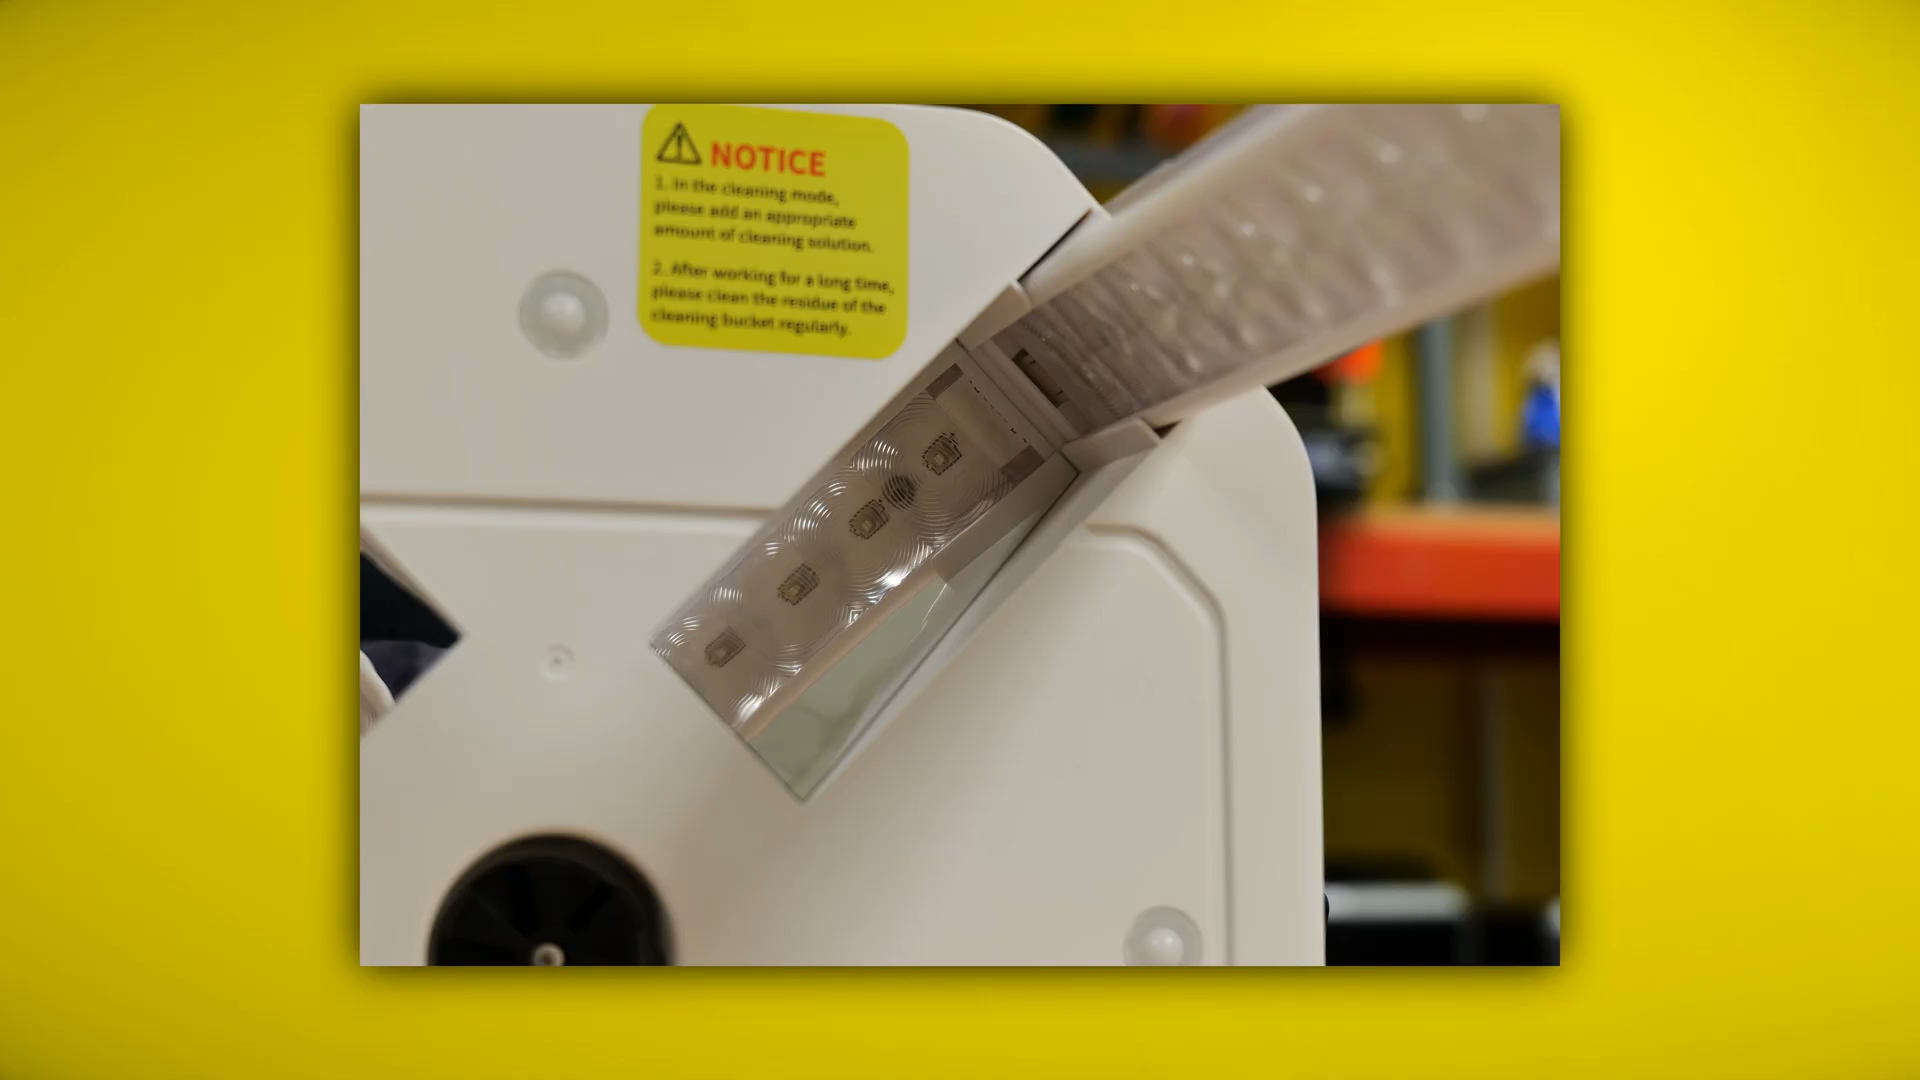 NOTICE
1. In the cleaning mode,
please add an appropriate
amount of cleaning solution.
2. After working for a long time,
please clean the residue of the
cleaning bucket regularly.